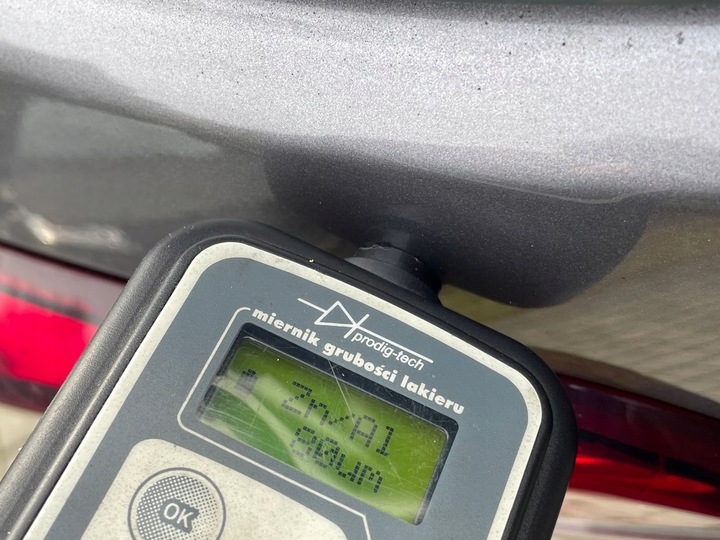 prodig-tech
miernik grubości lakieru
Zn/Al
80um
OK